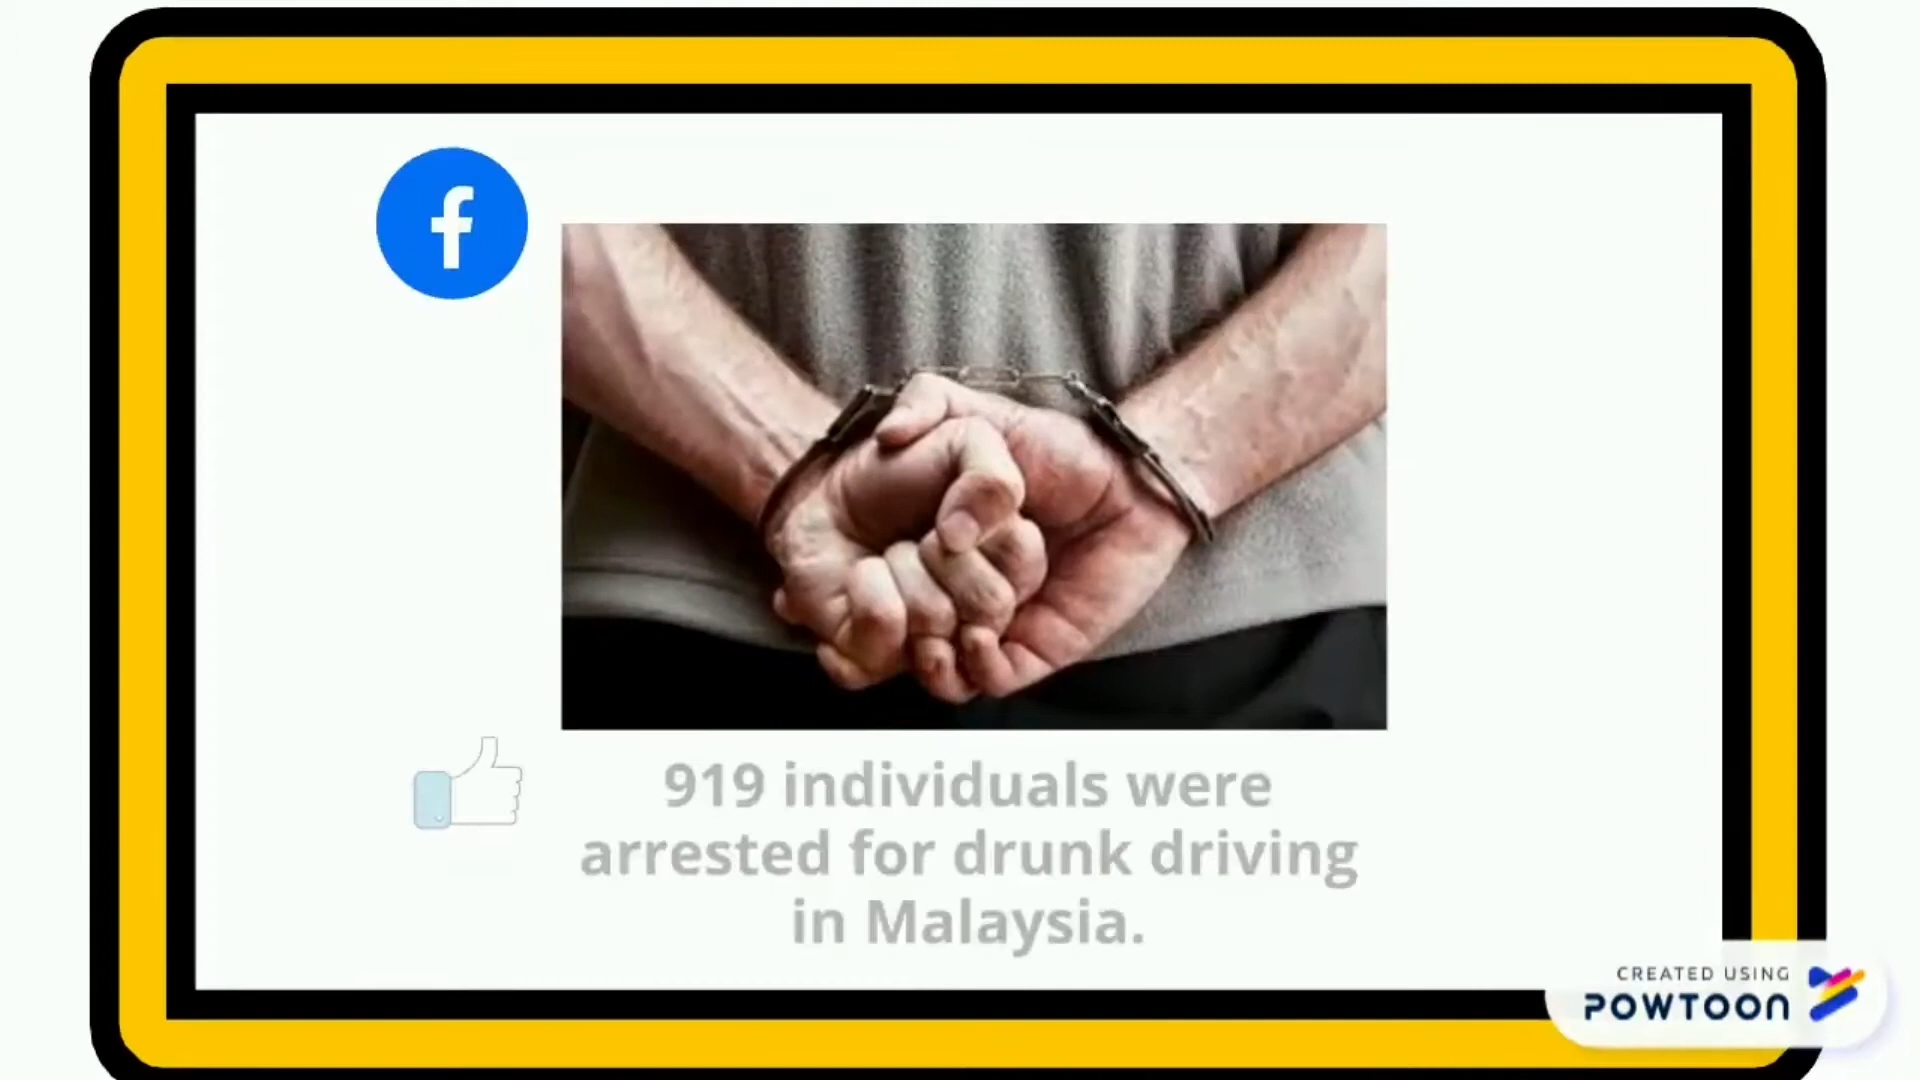 919 individuals were
arrested for drunk driving
in Malaysia.
CREATED USING
POWTOON